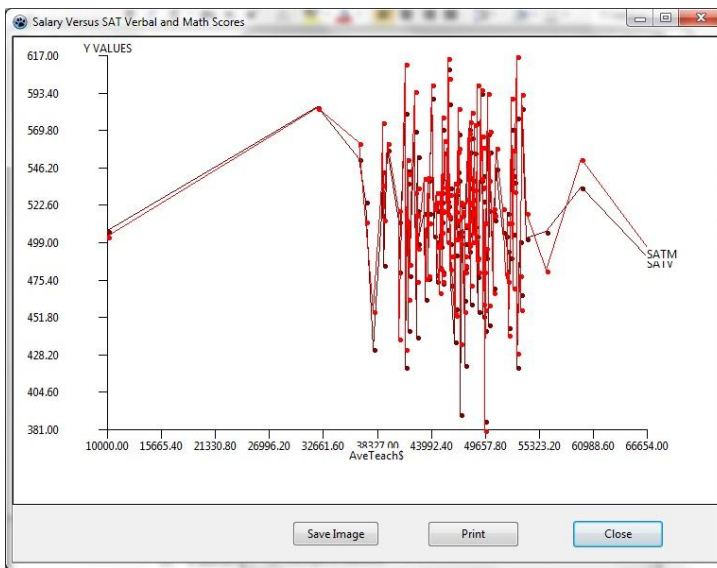 Salary Versus SAT Verbal and Math Scores
Y VALUES
617.00
593.40
569.80
546.20
522.60
499.00
475.40
451.80
428.20
404.60
381.00
SATM
SATV
10000.00 15665.40 21330.80 26996.20 32661.60 38327.00 43992.40 49657.80 55323.20 60988.60 66654.00
AveTeach$
Save Image Print Close